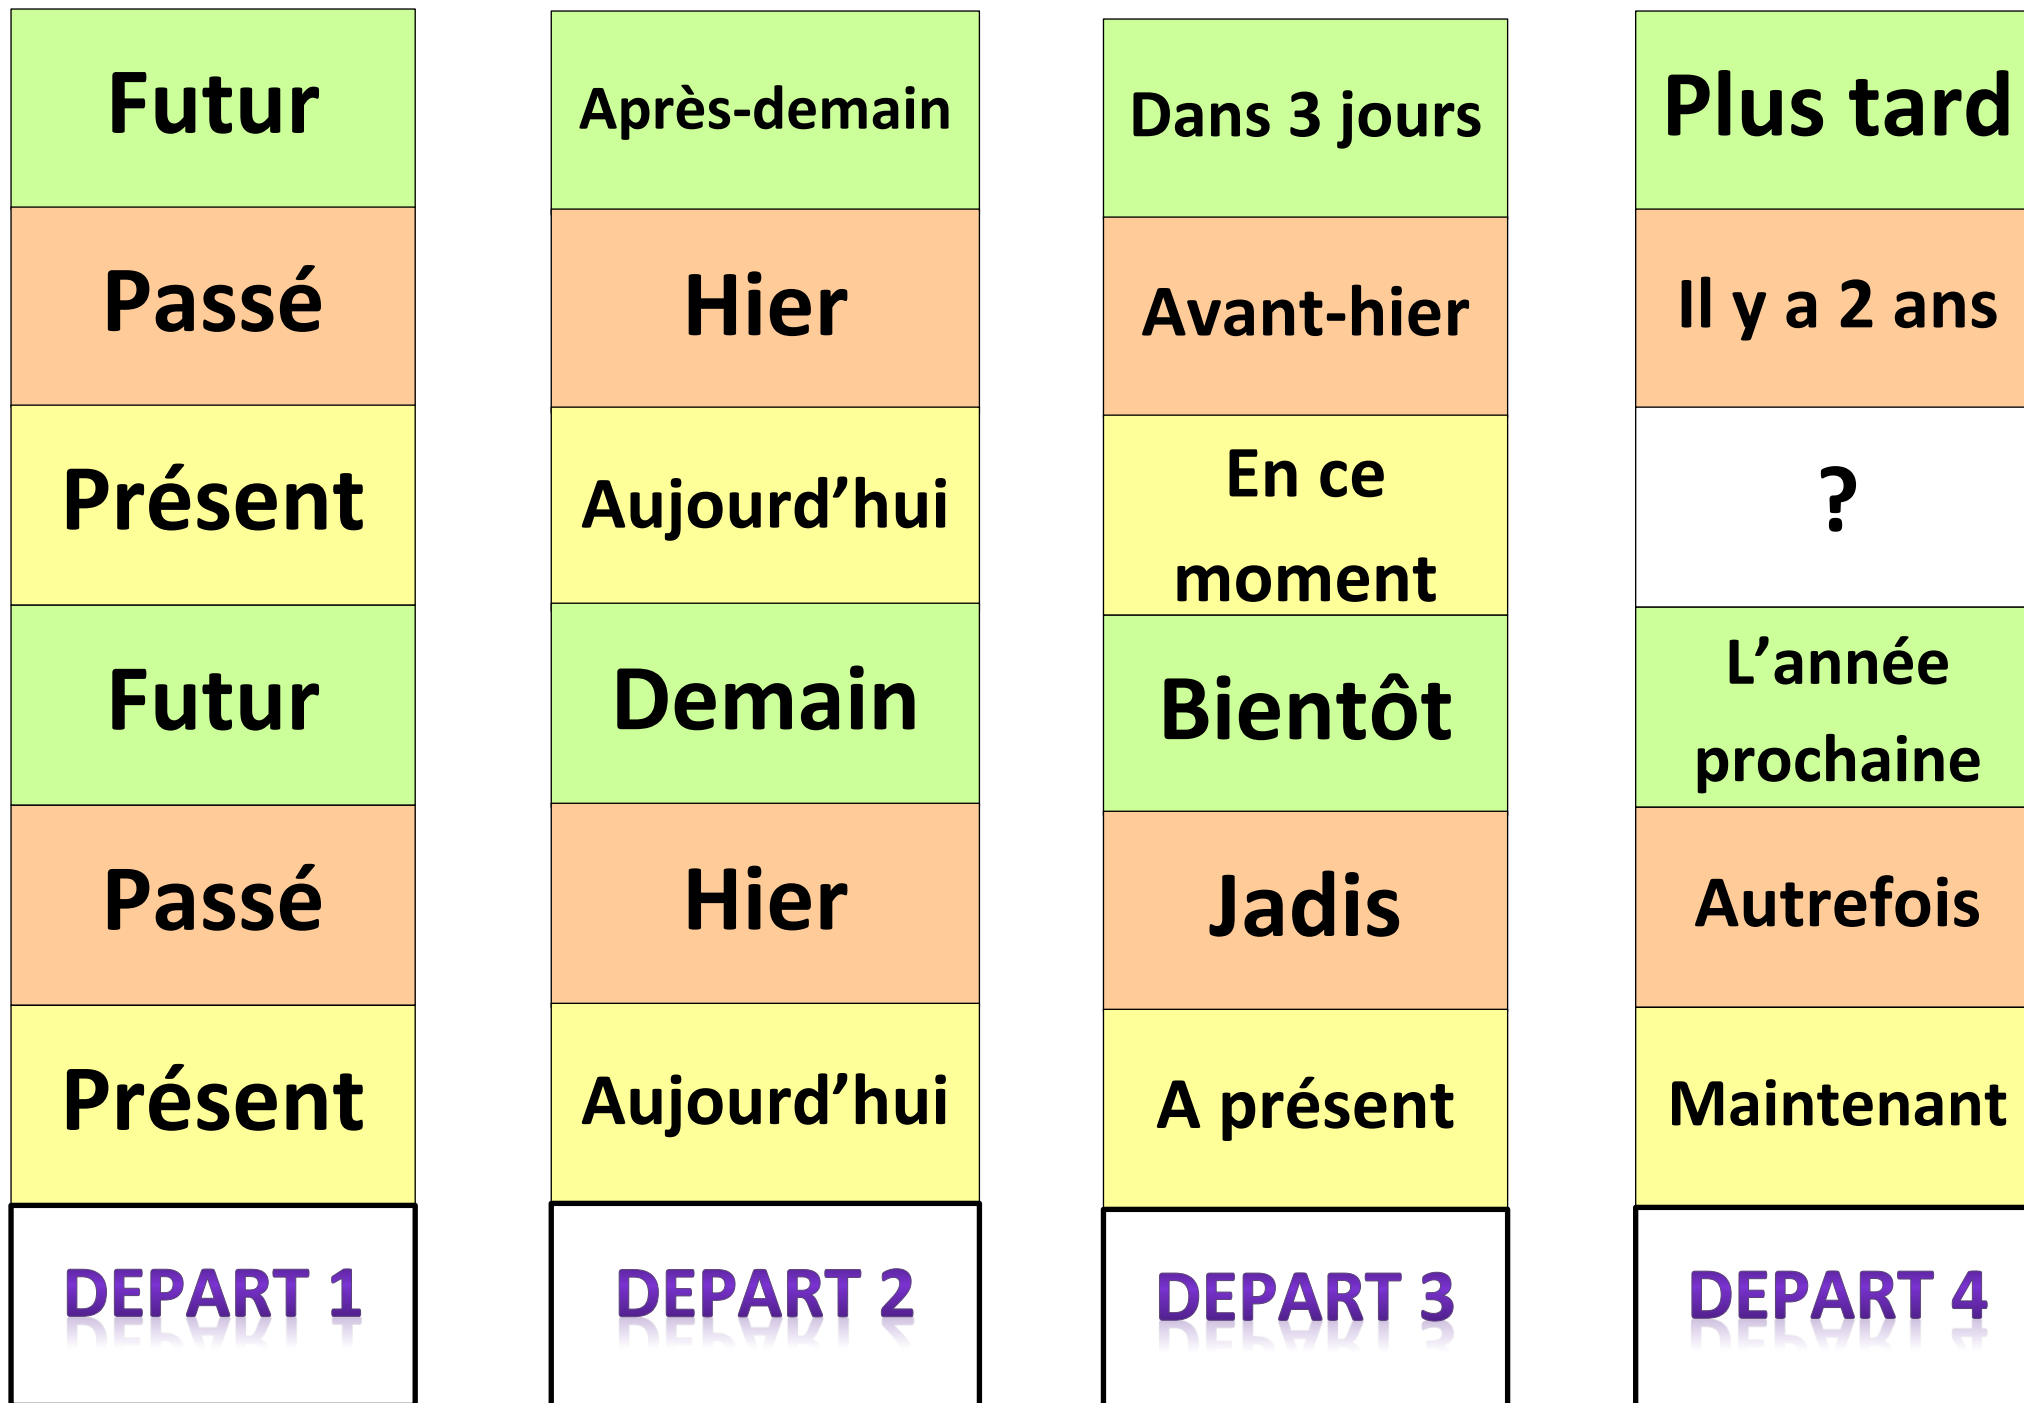 Futur
Passé
Présent
Futur
Passé
Présent
DEPART 1
Après-demain
Hier
Aujourd’hui
Demain
Hier
Aujourd’hui
DEPART 2
Dans 3 jours
Avant-hier
En ce
moment
Bientôt
Jadis
A présent
DEPART 3
Plus tard
Il y a 2 ans
?
L’année
prochaine
Autrefois
Maintenant
DEPART 4